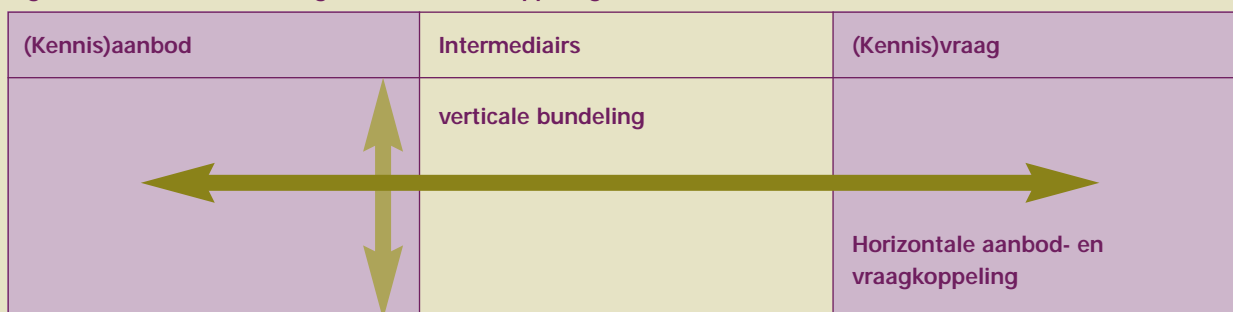 (Kennis)aanbod
Intermediairs
(Kennis)vraag
verticale bundeling
Horizontale aanbod- en
vraagkoppeling